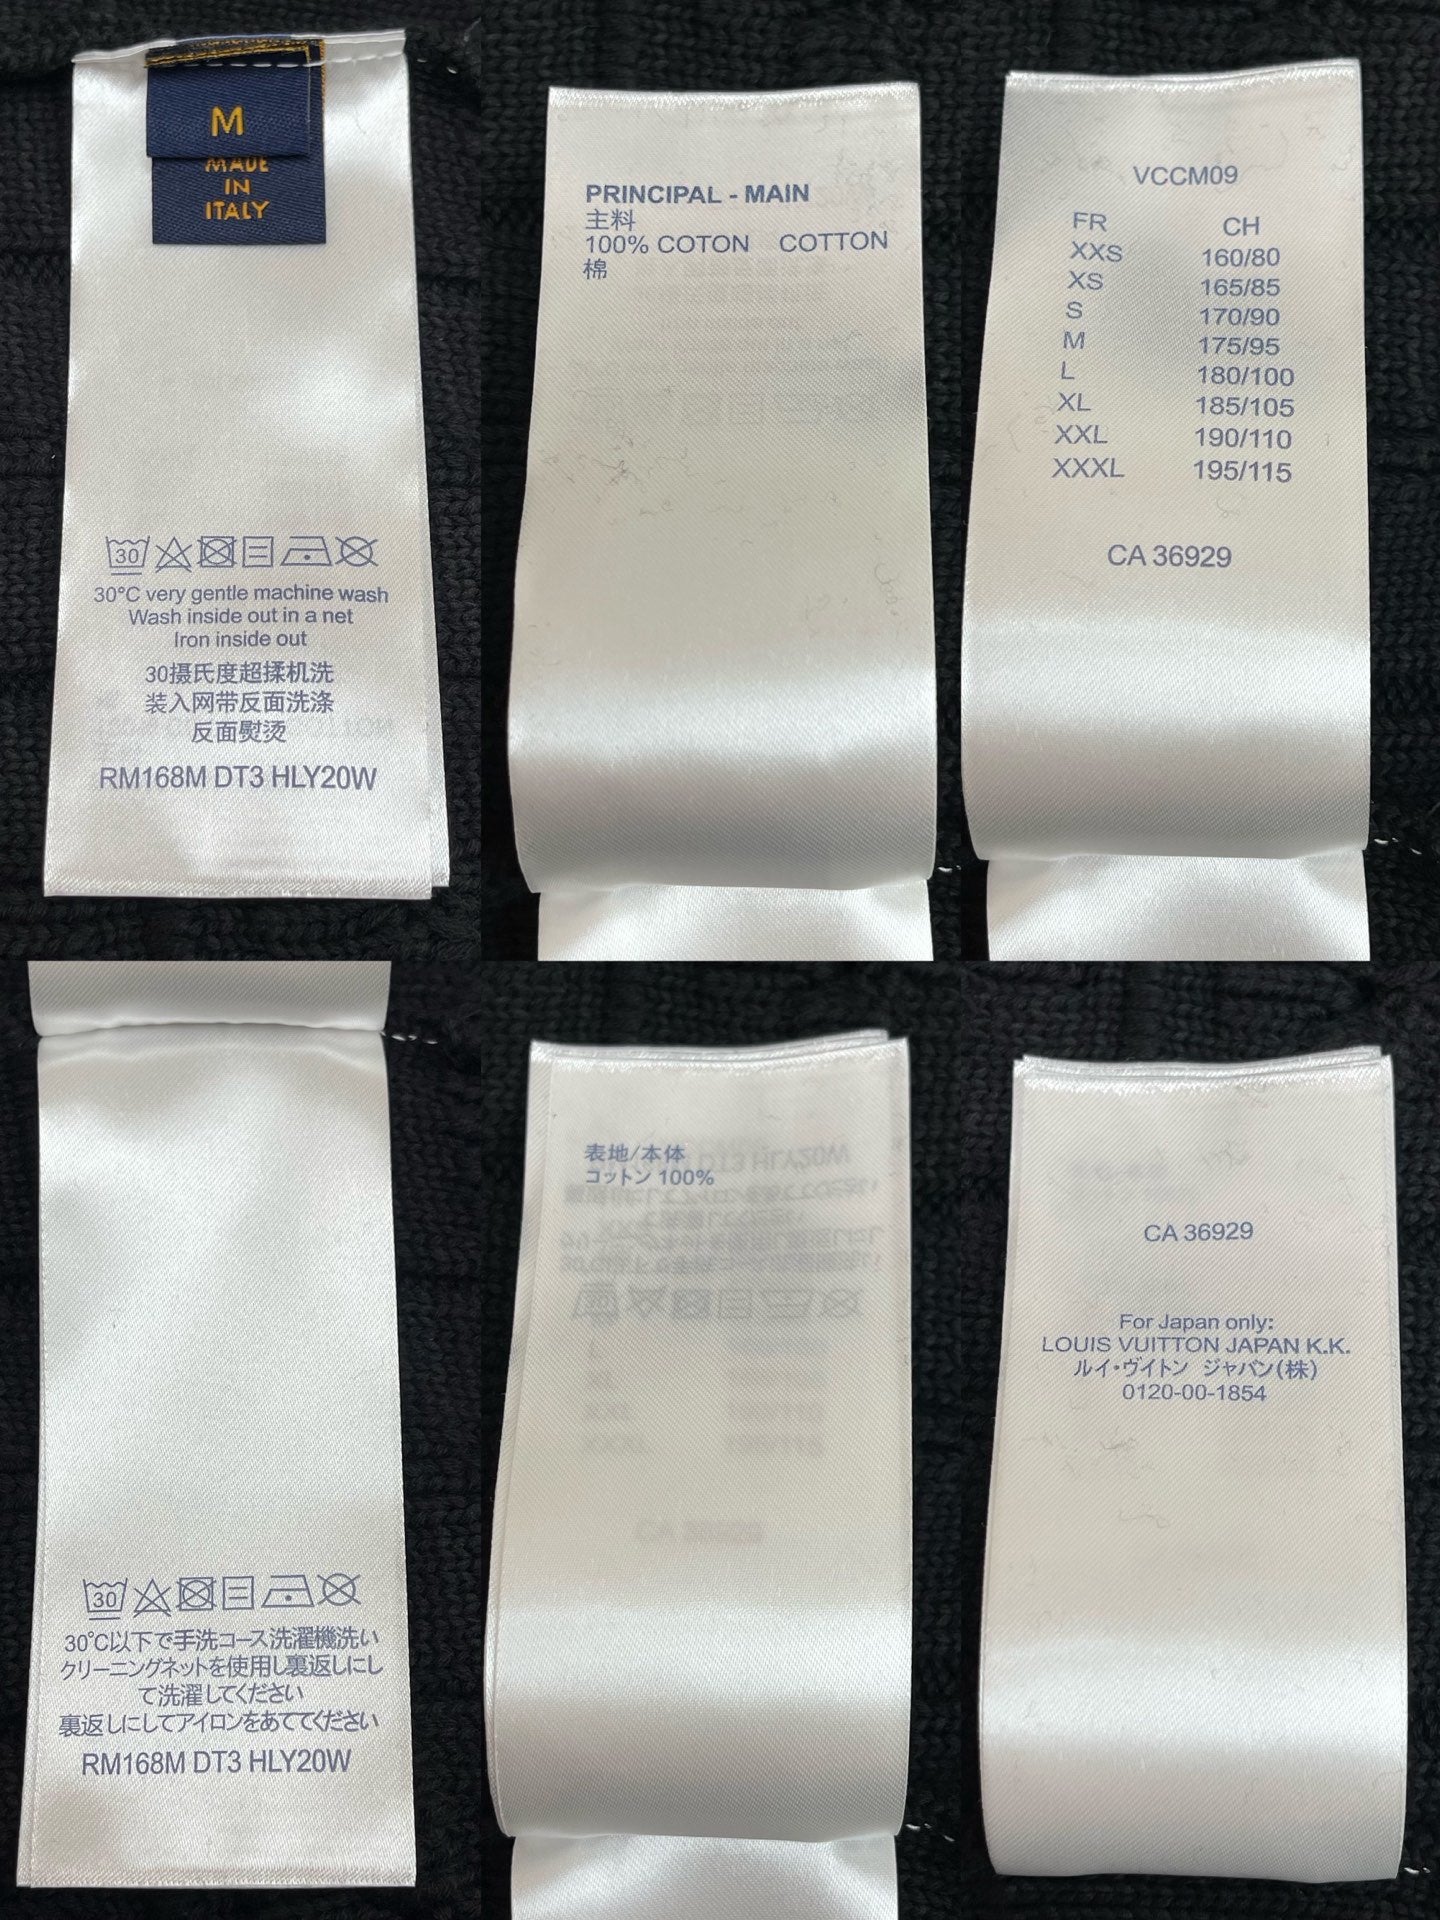 M
MADE
IN
ITALY
30
30°C very gentle machine wash
Wash inside out in a net
Iron inside out
30摄氏度超揉机洗
装入网带反面洗涤
反面熨烫
RM168M DT3 HLY20W
PRINCIPAL - MAIN
主料
100% COTON COTTON
棉
VCCM09
FR CH
XXS 160/80
XS 165/85
S 170/90
M 175/95
L 180/100
XL 185/105
XXL 190/110
XXXL 195/115
CA 36929
30
30℃以下で手洗コース洗濯機洗い
クリーニングネットを使用し裏返しにし
て洗濯してください
裏返しにしてアイロンをあててください
RM168M DT3 HLY20W
表地/本体
コットン 100%
CA 36929
For Japan only:
LOUIS VUITTON JAPAN K.K.
ルイ・ヴイトン ジャパン(株)
0120-00-1854